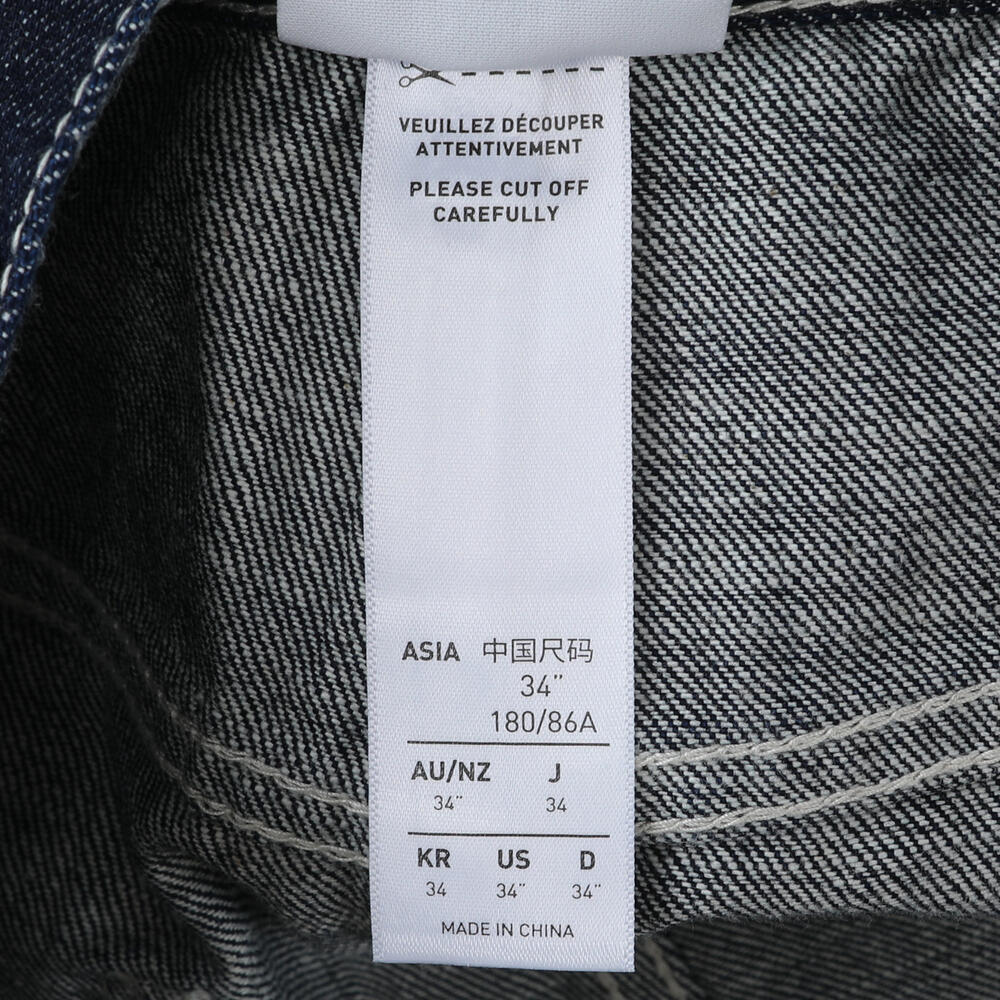 VEUILLEZ DÉCOUPER
ATTENTIVEMENT
PLEASE CUT OFF
CAREFULLY
ASIA 中国尺码
34"
180/86A
AU/NZ J
34" 34
KR US D
34 34" 34"
MADE IN CHINA